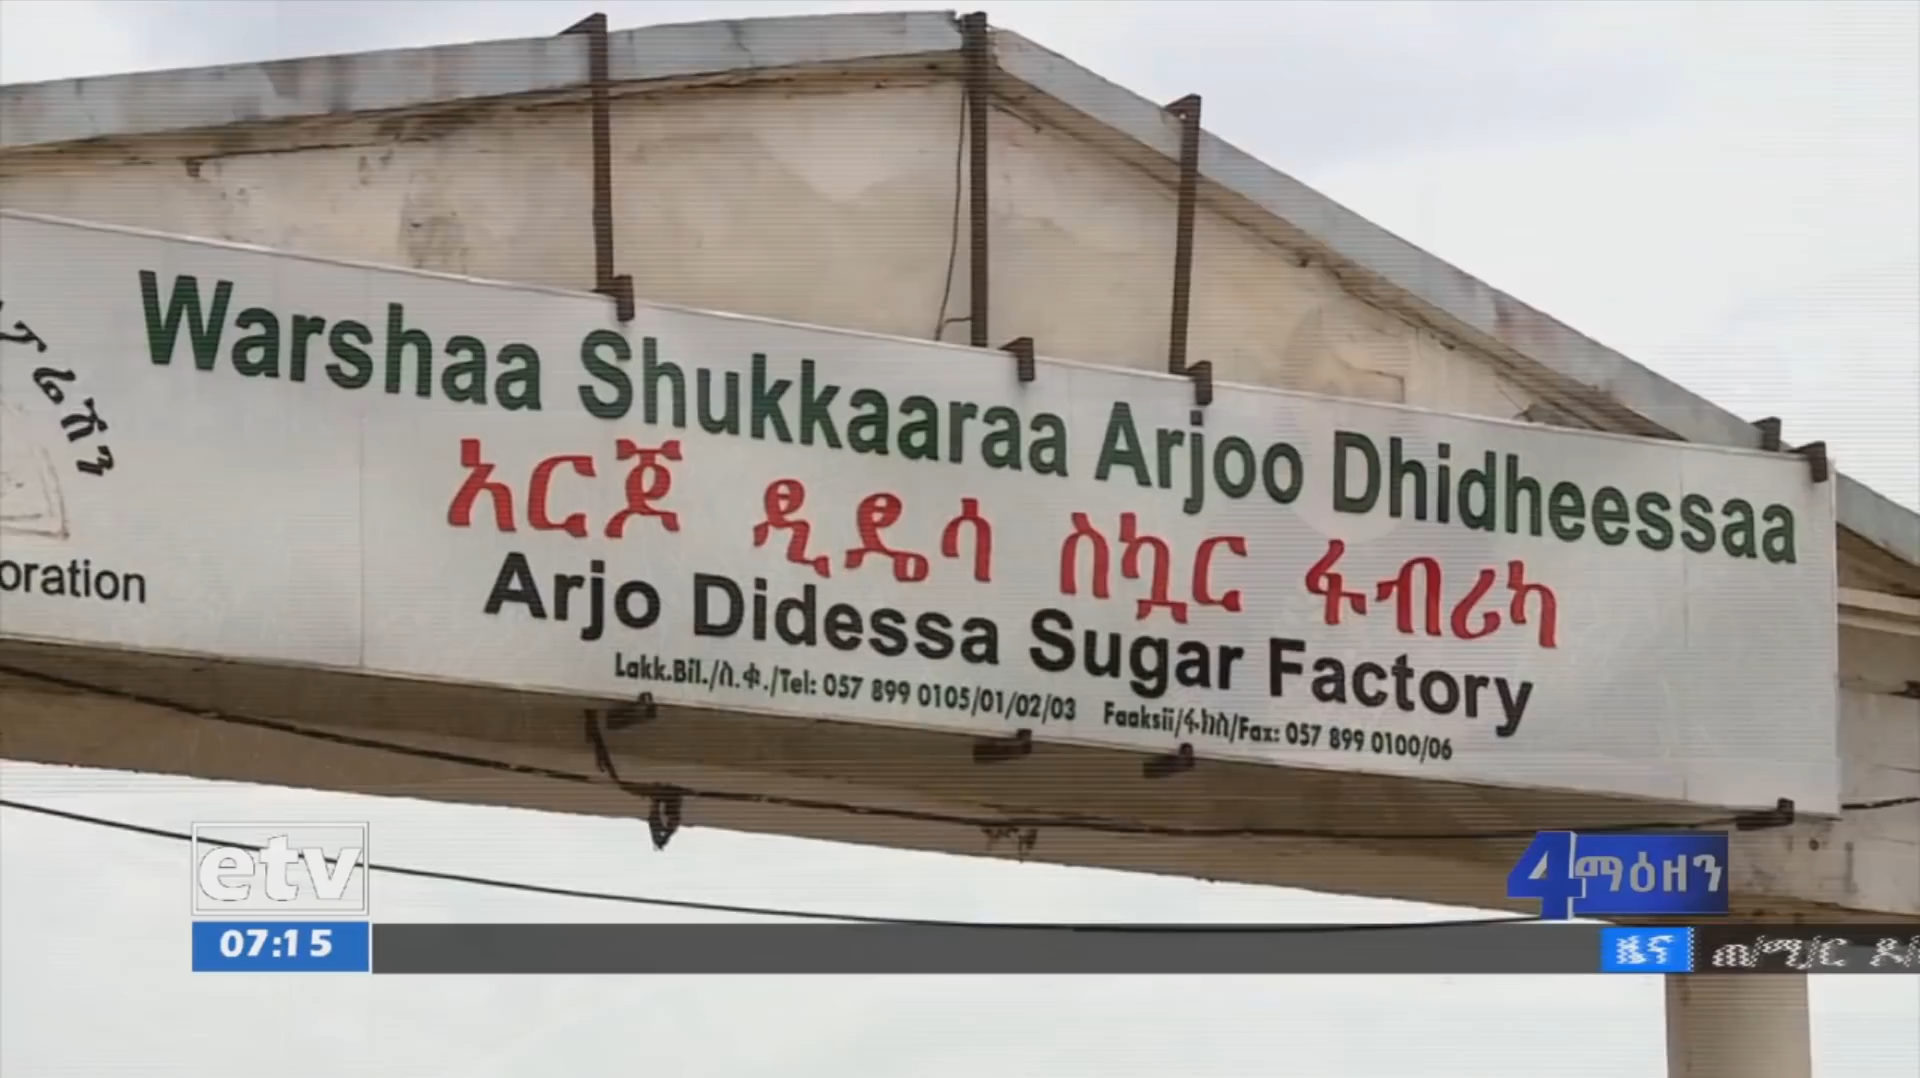 Warshaa Shukkaaraa Arjoo Dhidheessaa
አርጆ ዲዴሳ ስኳር ፋብሪካ
Arjo Didessa Sugar Factory
Lakk.Bil./ስ.ቁ./Tel: 057 899 0105/01/02/03 Faaksii/ፋክስ/Fax: 057 899 0100/06
oration
etv
4ማዕዘን
07:15
ዜና ጠ/ሚ/ር